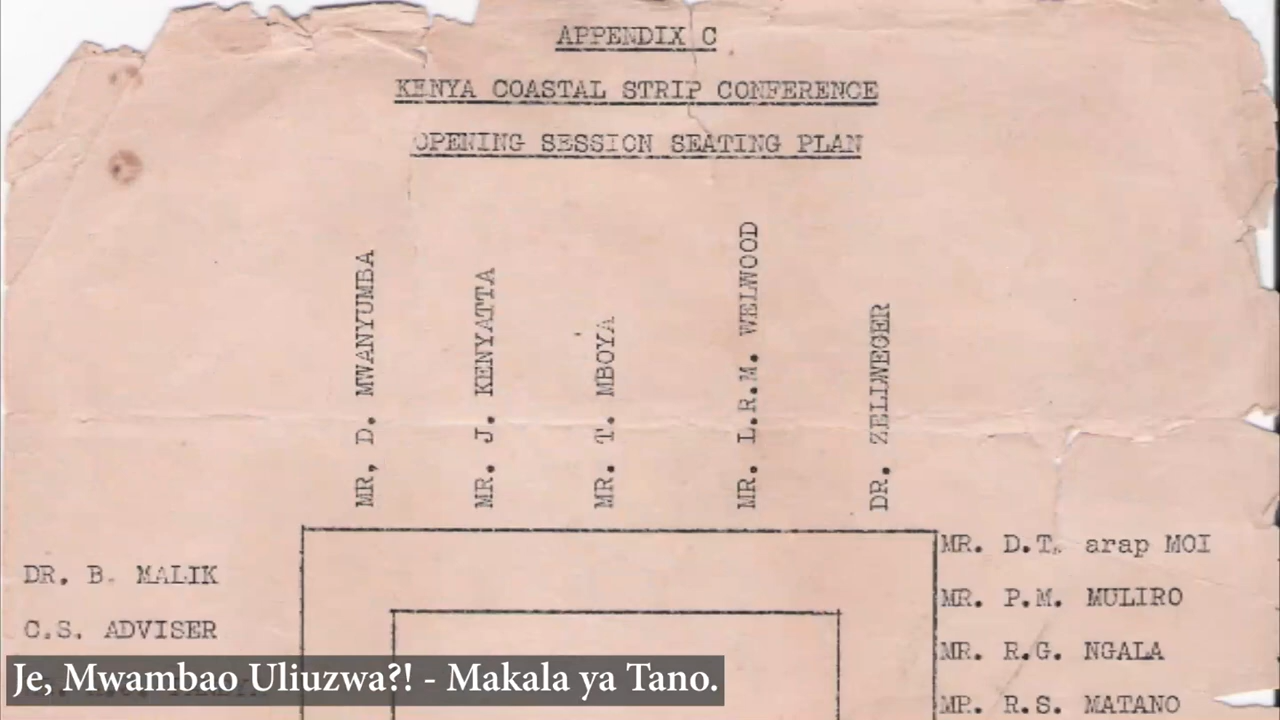 APPENDIX C
KENYA COASTAL STRIP CONFERENCE
OPENING SESSION SEATING PLAN
MR, D. MWANYUMBA
MR. J. KENYATTA
MR. T. MBOYA
MR. L.R.M. WELWOOD
DR. ZELLWEGER
DR. B. MALIK
C.S. ADVISER
MR. D.T. arap MOI
MR. P.M. MULIRO
MR. R.G. NGALA
MR. R.S. MATANO
Je, Mwambao Uliuzwa?! - Makala ya Tano.